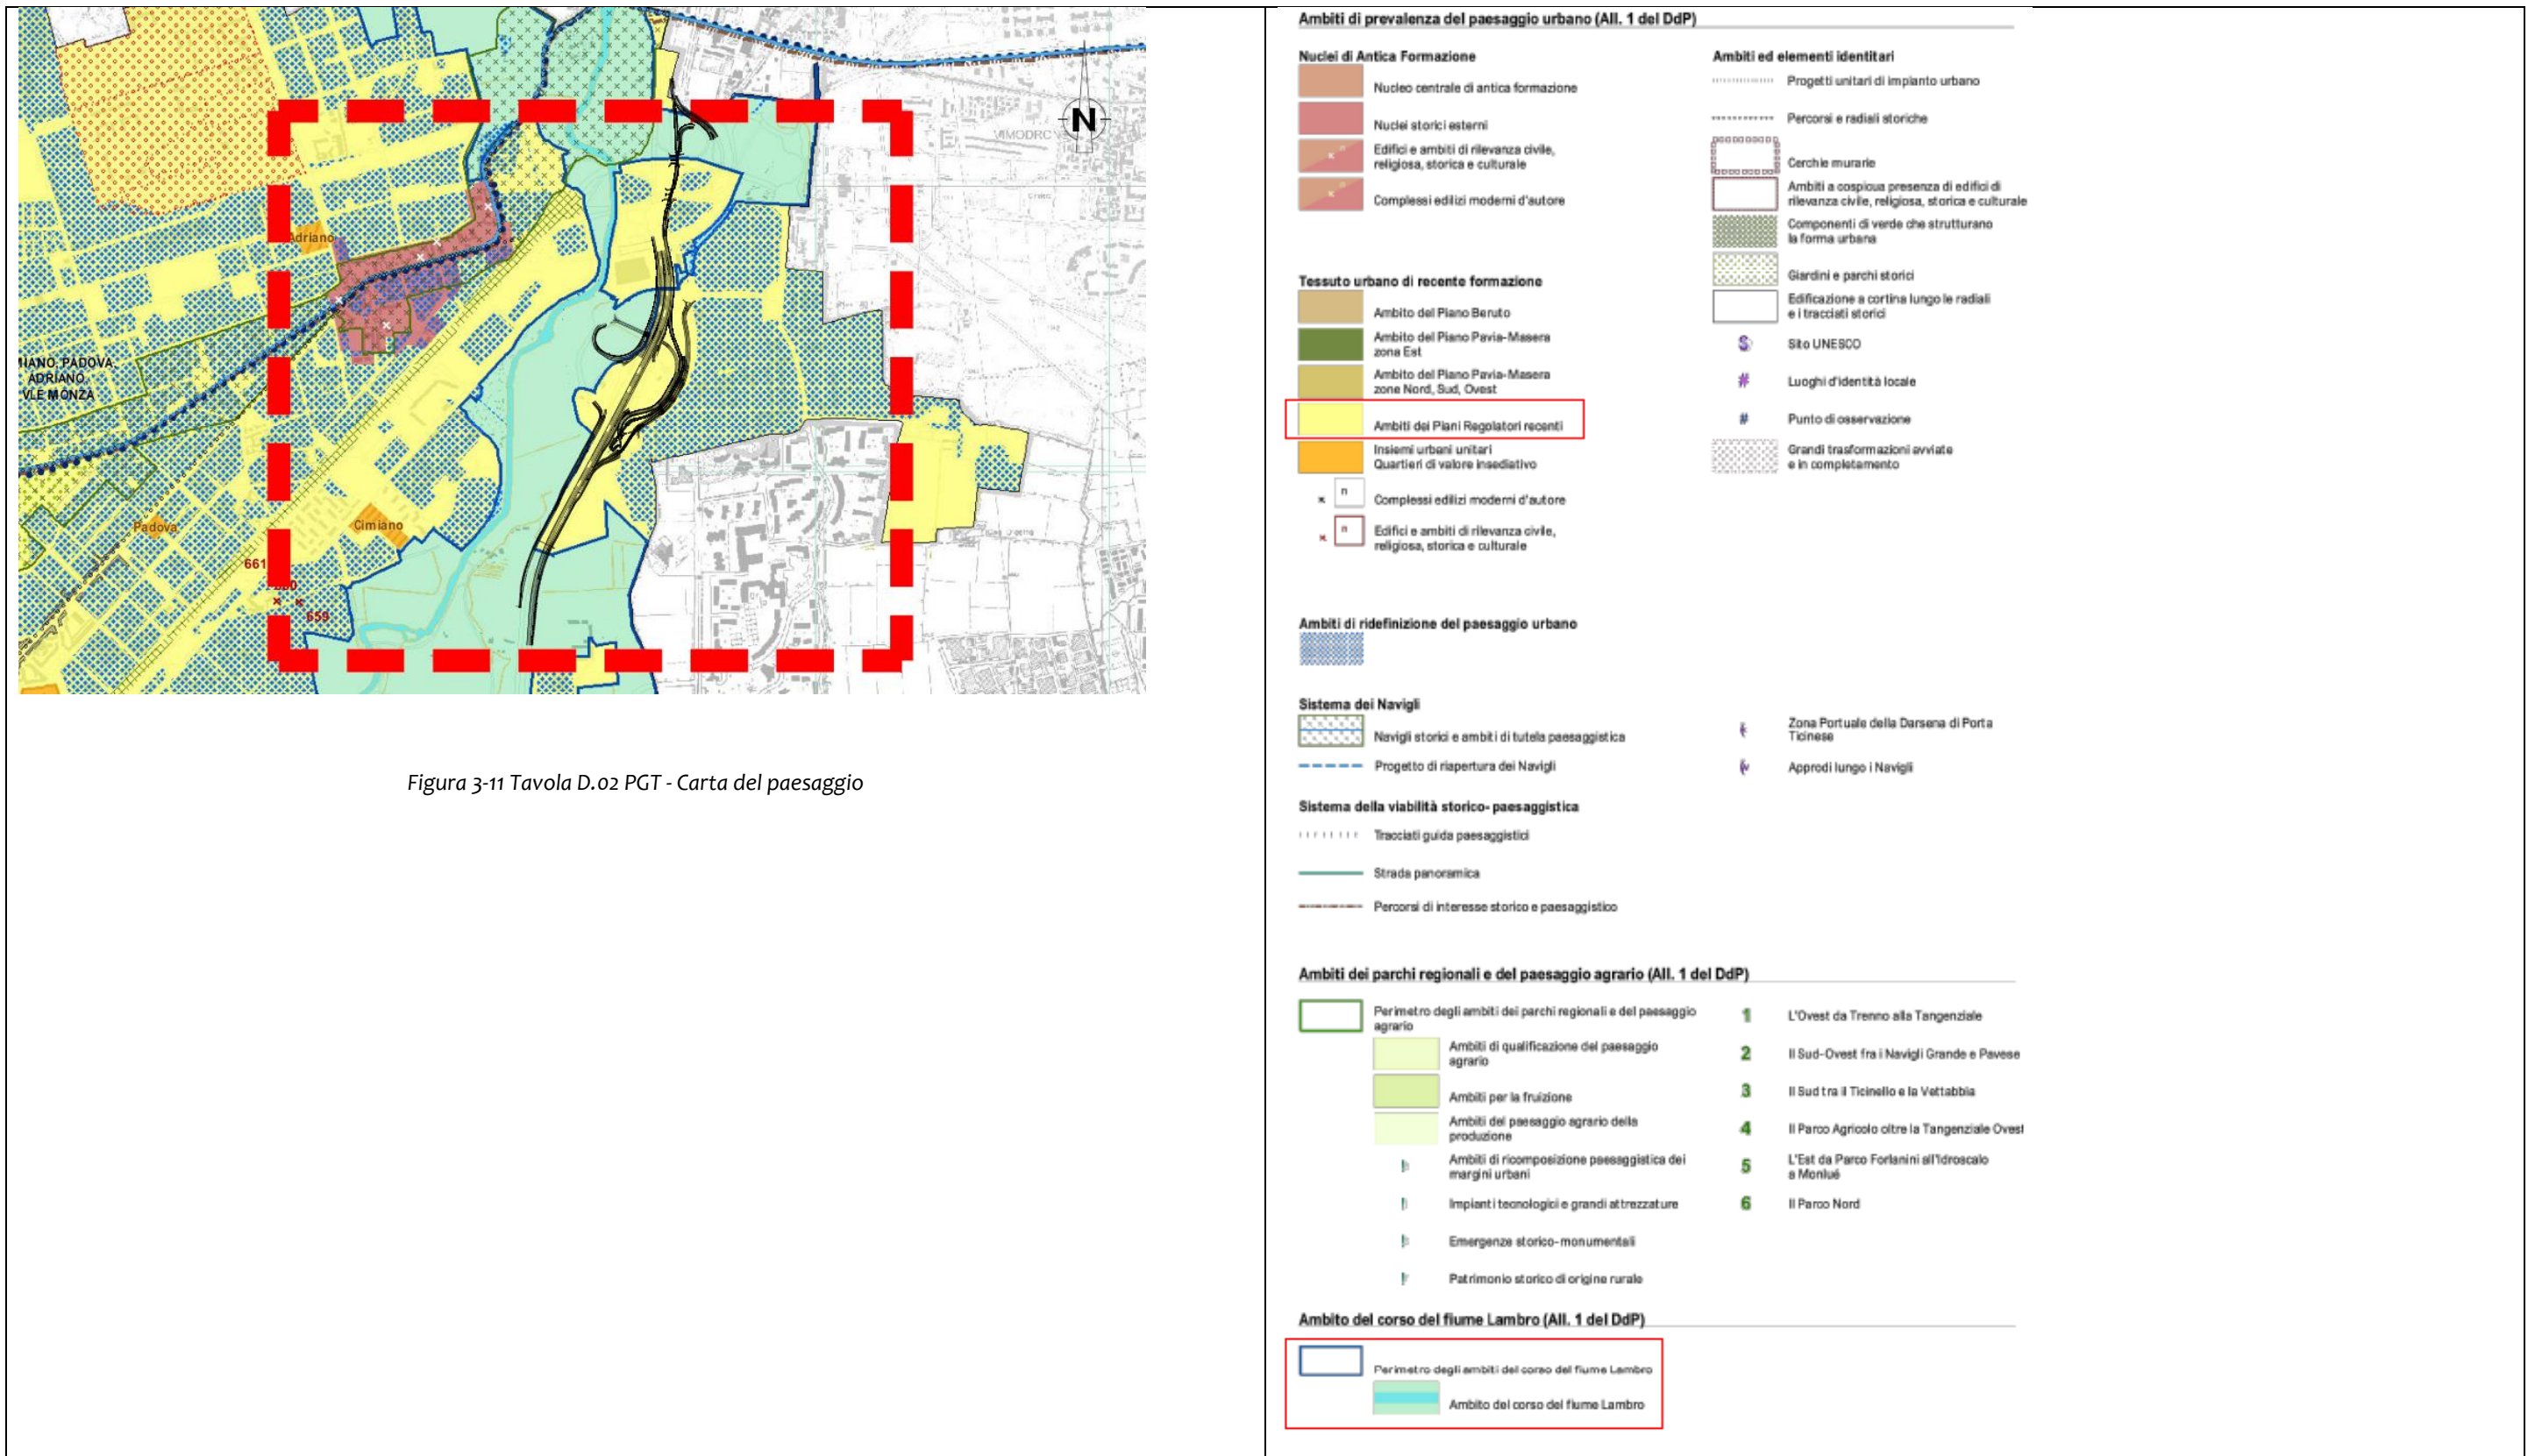 VIMODRC
N
Adriano
MIANO, PADOVA,
ADRIANO,
VLE MONZA
Padova
Cimiano
661
659
Figura 3-11 Tavola D.02 PGT - Carta del paesaggio
Ambiti di prevalenza del paesaggio urbano (All. 1 del DdP)
Nuclei di Antica Formazione
Nucleo centrale di antica formazione
Nuclei storici esterni
Edifici e ambiti di rilevanza civile,
religiosa, storica e culturale
Complessi edilizi moderni d'autore
Tessuto urbano di recente formazione
Ambito del Piano Beruto
Ambito del Piano Pavia-Masera
zona Est
Ambito del Piano Pavia-Masera
zone Nord, Sud, Ovest
Ambiti dei Piani Regolatori recenti
Insiemi urbani unitari
Quartieri di valore insediativo
n
Complessi edilizi moderni d'autore
n
Edifici e ambiti di rilevanza civile,
religiosa, storica e culturale
Ambiti ed elementi identitari
Progetti unitari di impianto urbano
Percorsi e radiali storiche
Cerchie murarie
Ambiti a cospicua presenza di edifici di
rilevanza civile, religiosa, storica e culturale
Componenti di verde che strutturano
la forma urbana
Giardini e parchi storici
Edificazione a cortina lungo le radiali
e i tracciati storici
S Sito UNESCO
# Luoghi d'identità locale
# Punto di osservazione
Grandi trasformazioni avviate
e in completamento
Ambiti di ridefinizione del paesaggio urbano
Sistema dei Navigli
Navigli storici e ambiti di tutela paesaggistica
Progetto di riapertura dei Navigli
Zona Portuale della Darsena di Porta
Ticinese
Approdi lungo i Navigli
Sistema della viabilità storico-paesaggistica
Tracciati guida paesaggistici
Strada panoramica
Percorsi di interesse storico e paesaggistico
Ambiti dei parchi regionali e del paesaggio agrario (All. 1 del DdP)
Perimetro degli ambiti dei parchi regionali e del paesaggio
agrario
Ambiti di qualificazione del paesaggio
agrario
Ambiti per la fruizione
Ambiti del paesaggio agrario della
produzione
Ambiti di ricomposizione paesaggistica dei
margini urbani
Impianti tecnologici e grandi attrezzature
Emergenze storico-monumentali
Patrimonio storico di origine rurale
1 L'Ovest da Trenno alla Tangenziale
2 Il Sud-Ovest fra i Navigli Grande e Pavese
3 Il Sud tra il Ticinello e la Vettabbia
4 Il Parco Agricolo oltre la Tangenziale Ovest
5 L'Est da Parco Forlanini all'Idroscalo
a Monlué
6 Il Parco Nord
Ambito del corso del fiume Lambro (All. 1 del DdP)
Perimetro degli ambiti del corso del fiume Lambro
Ambito del corso del fiume Lambro